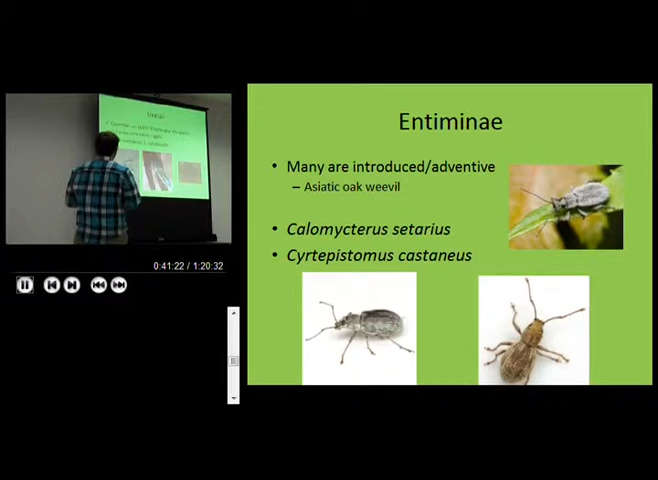 Entiminae
• Many are introduced/adventive
– Asiatic oak weevil
• Calomycterus setarius
• Cyrtepistomus castaneus
0:41:22 / 1:20:32